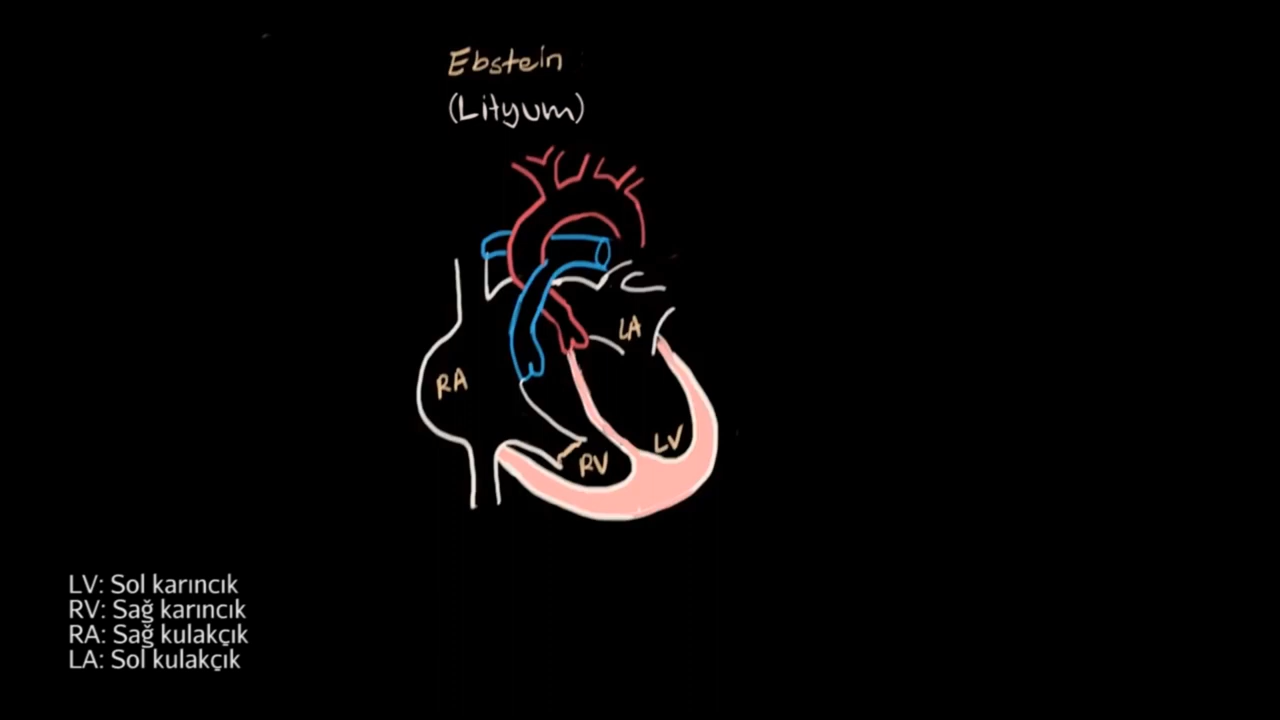 Ebstein
(Lityum)
LA
RA
LV
RV
LV: Sol karıncık
RV: Sağ karıncık
RA: Sağ kulakçık
LA: Sol kulakçık